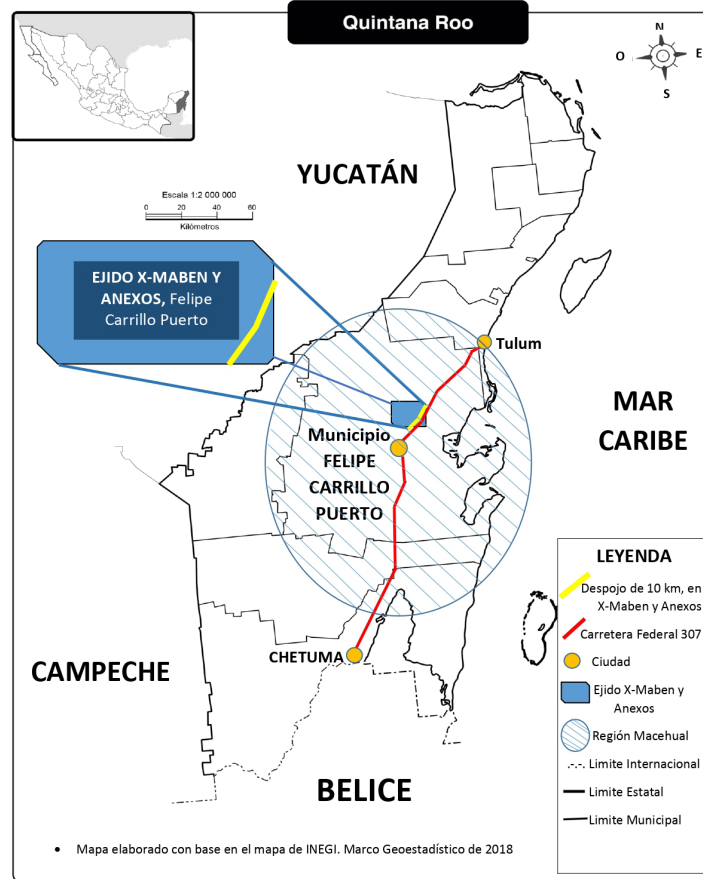 Quintana Roo
N
O
E
S
YUCATÁN
Escala 1:2 000 000
0 20 40 60
Kilómetros
EJIDO X-MABEN Y
ANEXOS, Felipe
Carrillo Puerto
Tulum
MAR
CARIBE
Municipio
FELIPE
CARRILLO
PUERTO
CHETUMA
CAMPECHE
BELICE
LEYENDA
Despojo de 10 km, en
X-Maben y Anexos
Carretera Federal 307
Ciudad
Ejido X-Maben y
Anexos
Región Macehual
Limite Internacional
Limite Estatal
Limite Municipal
• Mapa elaborado con base en el mapa de INEGI. Marco Geoestadístico de 2018